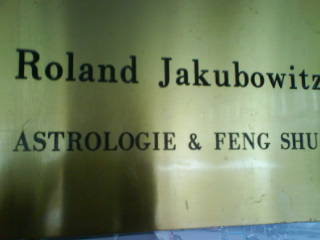 Roland Jakubowitz
ASTROLOGIE & FENG SHU